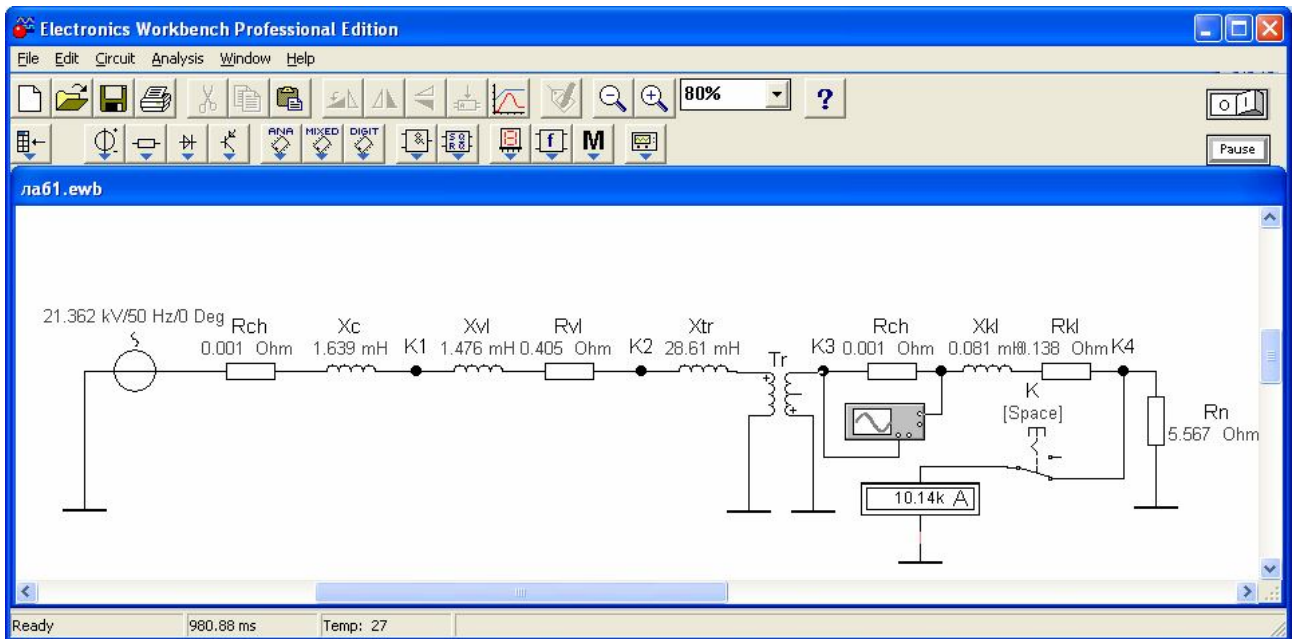 Electronics Workbench Professional Edition
File Edit Circuit Analysis Window Help
80%
?
ANA MIXED DIGIT
M
Pause
лаб1.ewb
21.362 kV/50 Hz/0 Deg
Rch Xc Xvl Rvl Xtr Rch Xkl Rkl
0.001 Ohm 1.639 mH K1 1.476 mH 0.405 Ohm K2 28.61 mH Tr K3 0.001 Ohm 0.081 mH 0.138 Ohm K4
K
[Space]
Rn
5.567 Ohm
10.14k A
Ready 980.88 ms Temp: 27